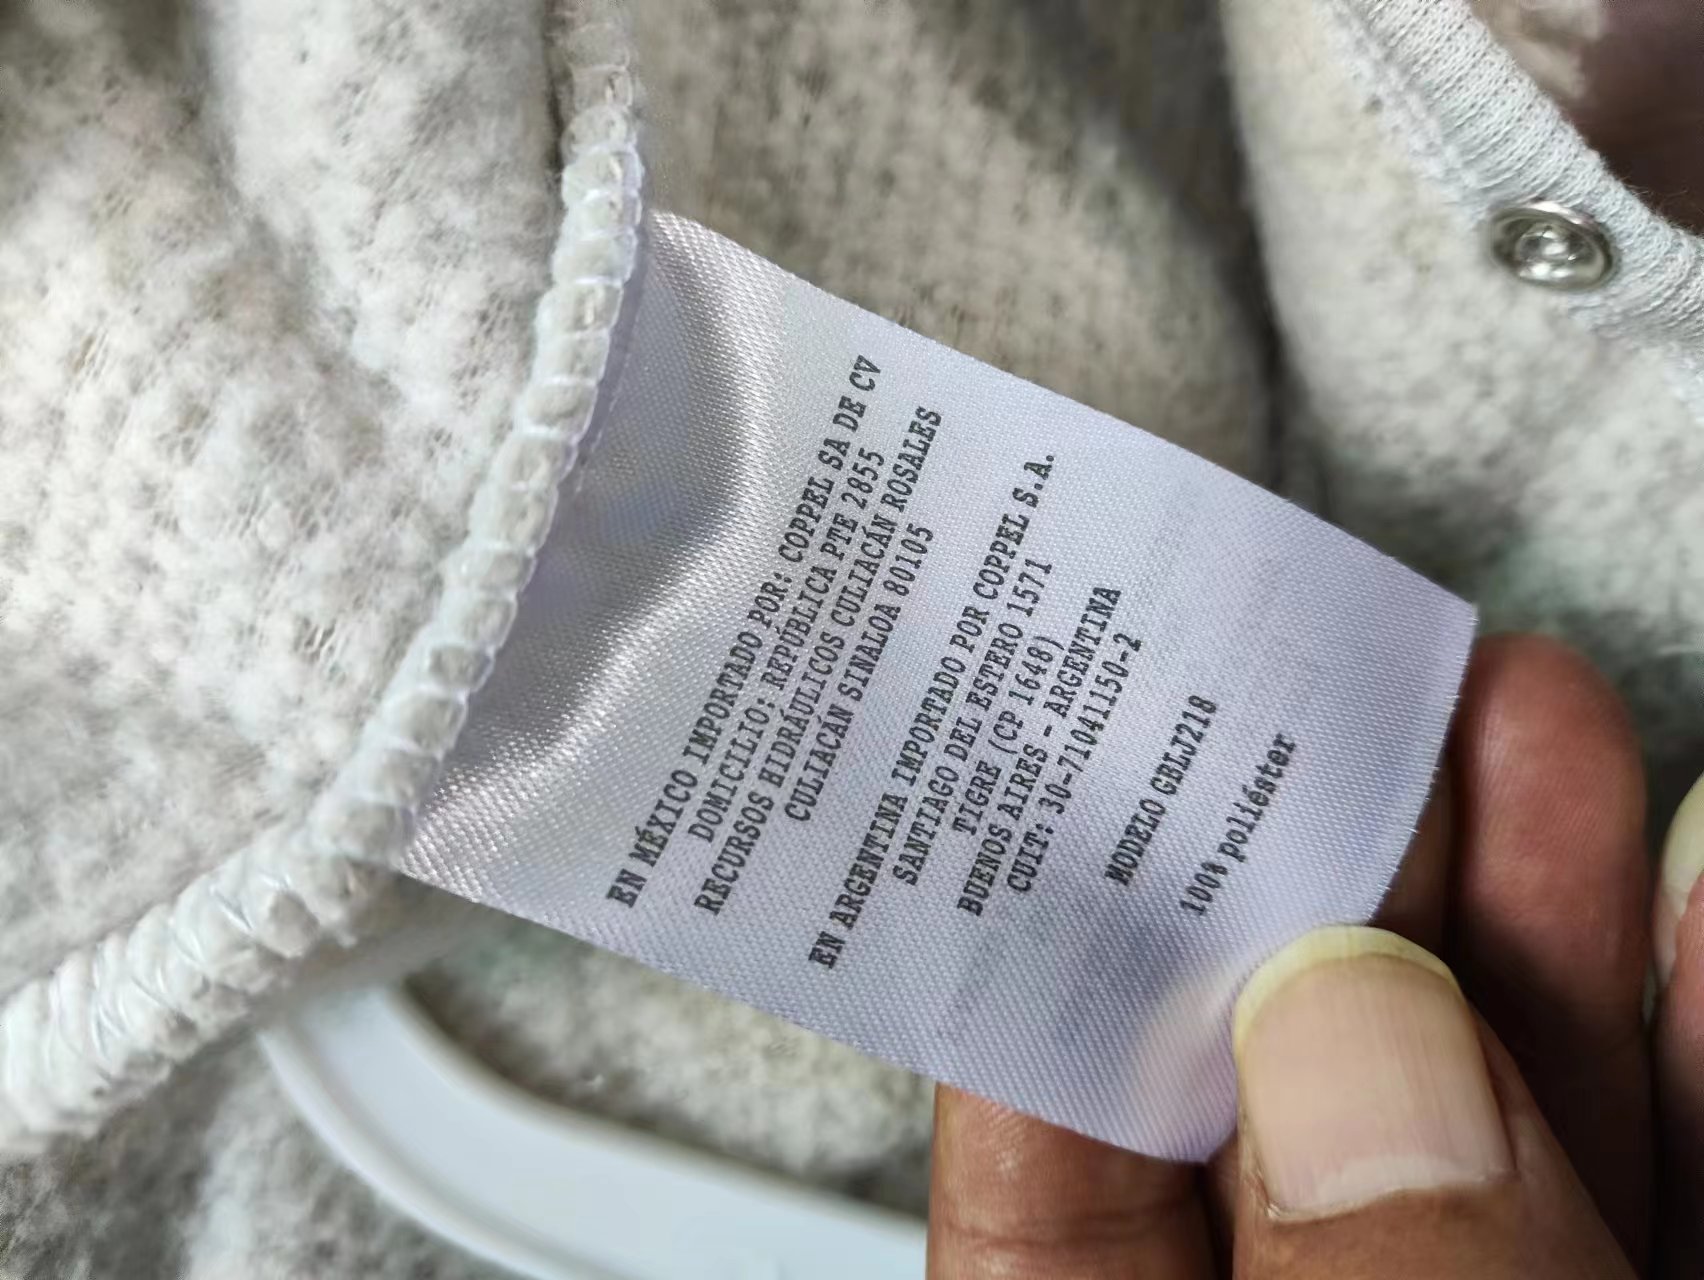 EN MÉXICO IMPORTADO POR: COPPEL SA DE CV
DOMICILIO: REPÚBLICA PTE 2855
RECURSOS HIDRÁULICOS CULIACÁN ROSALES
CULIACÁN SINALOA 80105
EN ARGENTINA IMPORTADO POR COPPEL S.A.
SANTIAGO DEL ESTERO 1571
TIGRE (CP 1648)
BUENOS AIRES - ARGENTINA
CUIT: 30-71041150-2
MODELO GBLJ218
100% poliéster